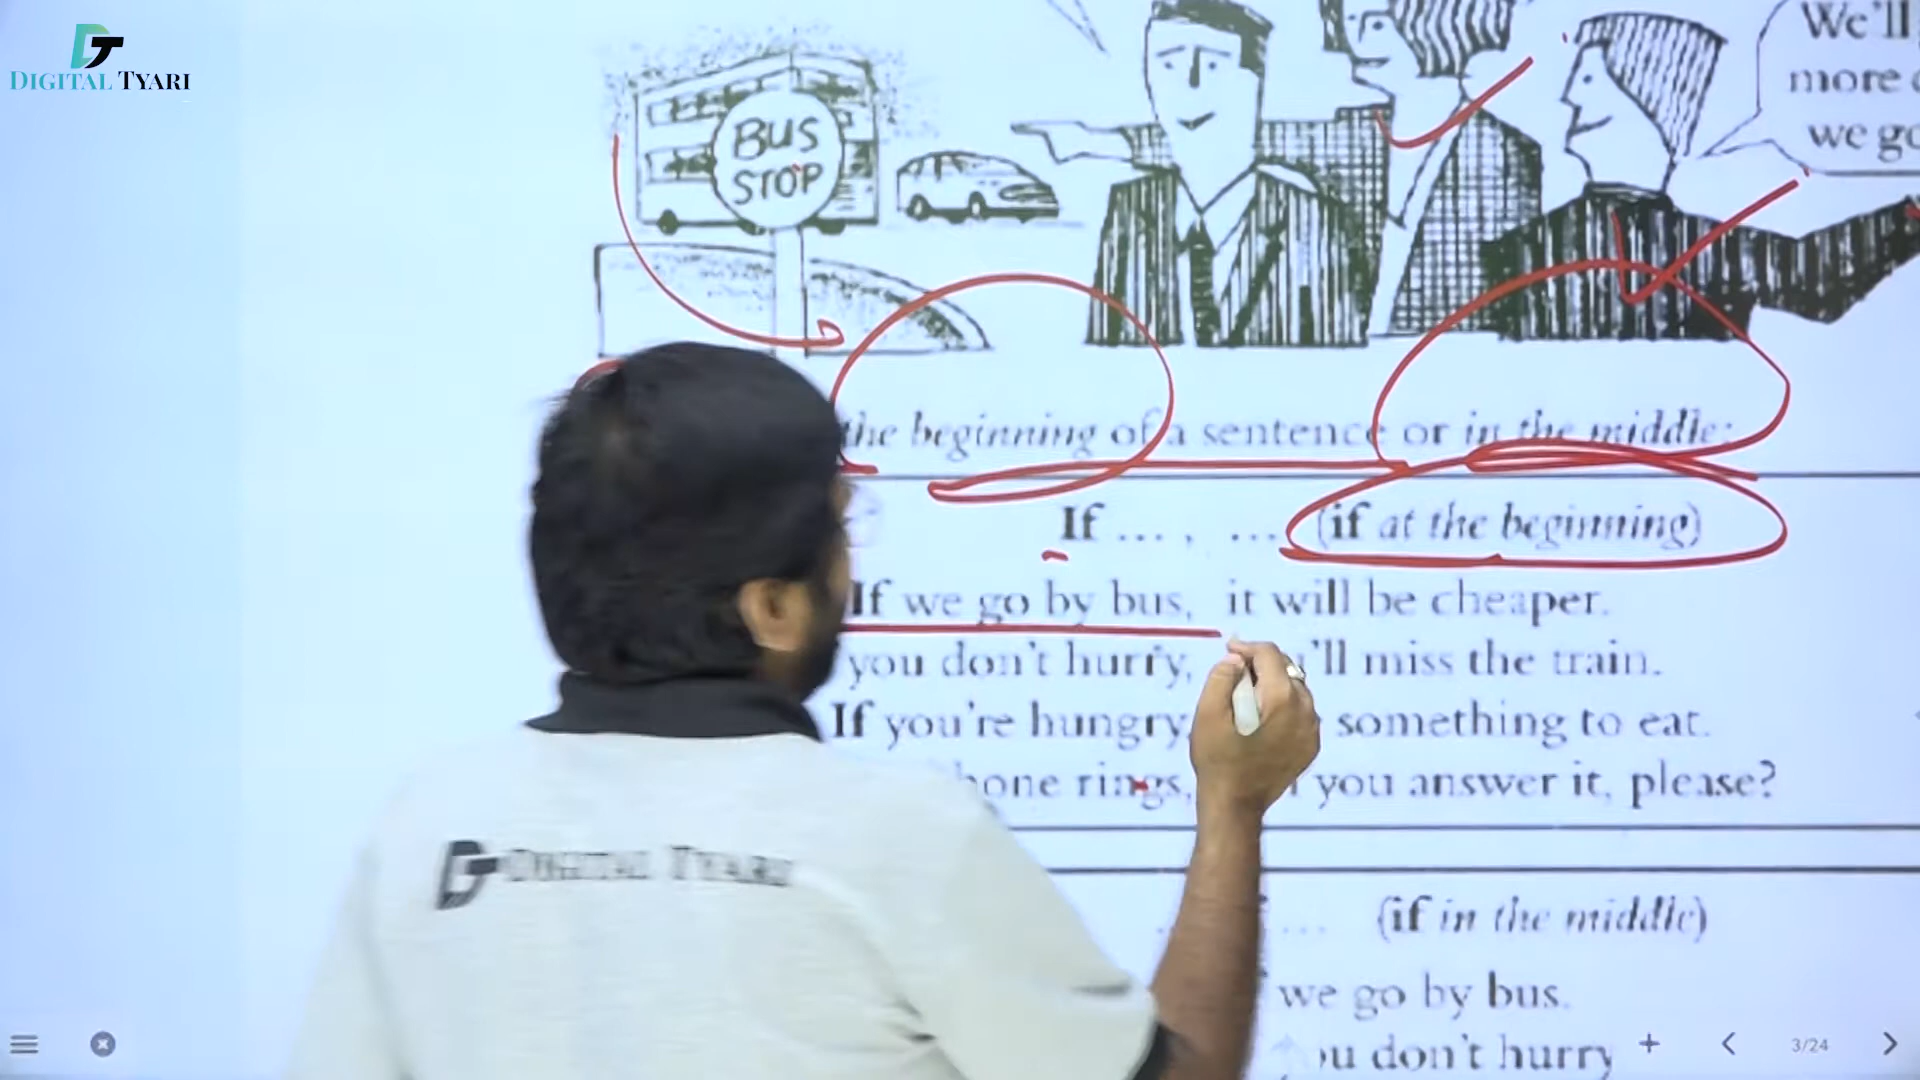 DIGITAL TYARI
BUS
STOP
We'll
more
we go
the beginning of a sentence or in the middle:
If ... , ... (if at the beginning)
If we go by bus, it will be cheaper.
you don't hurry, 'll miss the train.
If you're hungry, something to eat.
rings, you answer it, please?
... (if in the middle)
we go by bus.
don't hurry
DIGITAL TYARI
3/24